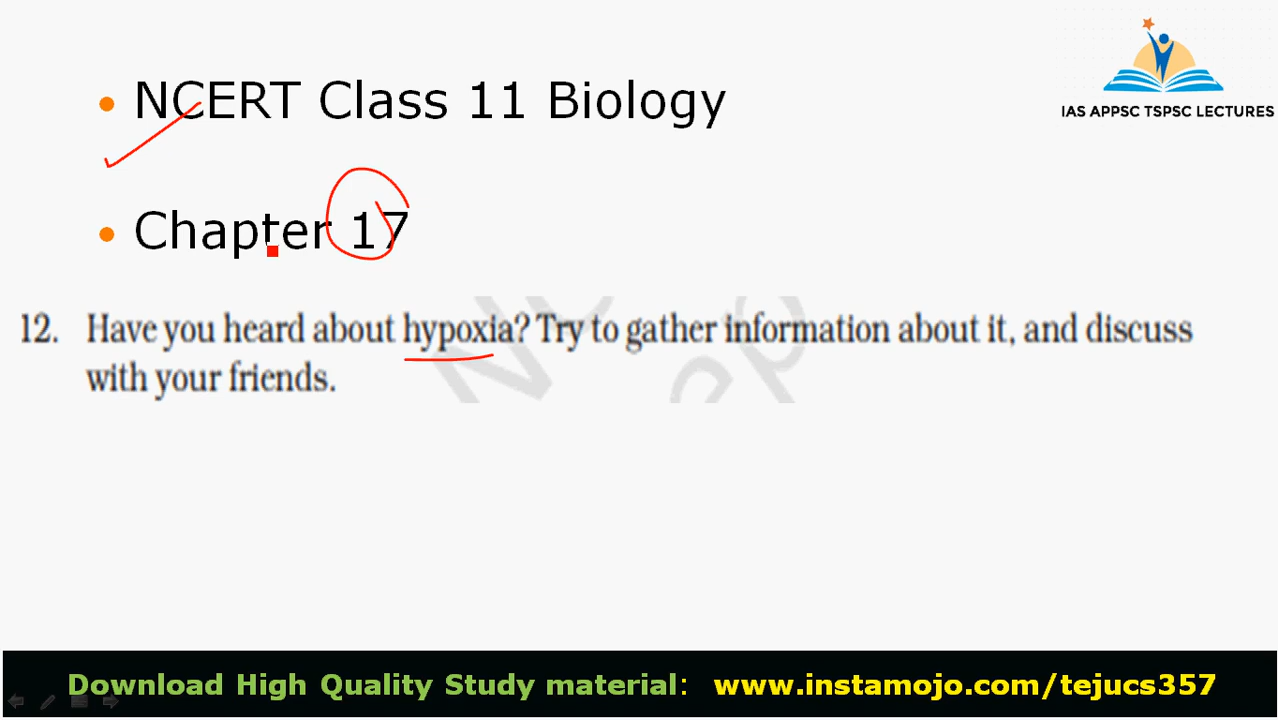 • NCERT Class 11 Biology
IAS APPSC TSPSC LECTURES
• Chapter 17
12. Have you heard about hypoxia? Try to gather information about it, and discuss
with your friends.
Download High Quality Study material: www.instamojo.com/tejucs357